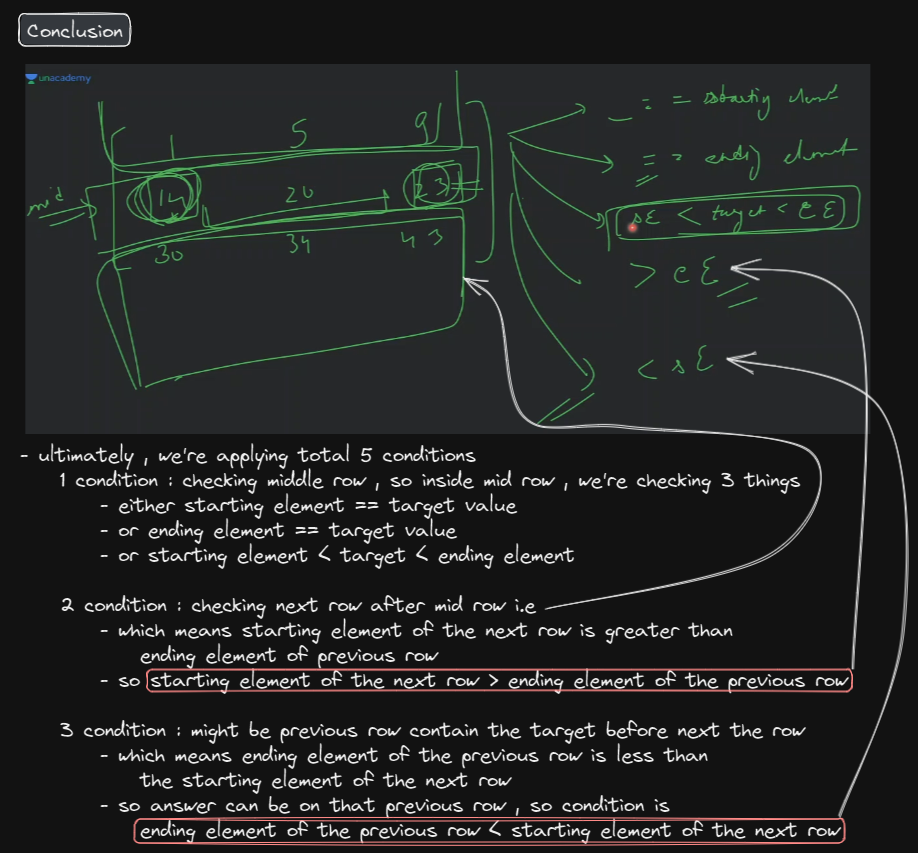 Conclusion
unacademy
_ : = starting elment
= = ending element
1 5 9
mid
14 20 23
sE < target < EE
30 34 43
> eE
< sE
- ultimately , we're applying total 5 conditions
1 condition : checking middle row , so inside mid row , we're checking 3 things
- either starting element == target value
- or ending element == target value
- or starting element < target < ending element
2 condition : checking next row after mid row i.e
- which means starting element of the next row is greater than
ending element of previous row
- so starting element of the next row > ending element of the previous row
3 condition : might be previous row contain the target before next the row
- which means ending element of the previous row is less than
the starting element of the next row
- so answer can be on that previous row , so condition is
ending element of the previous row < starting element of the next row